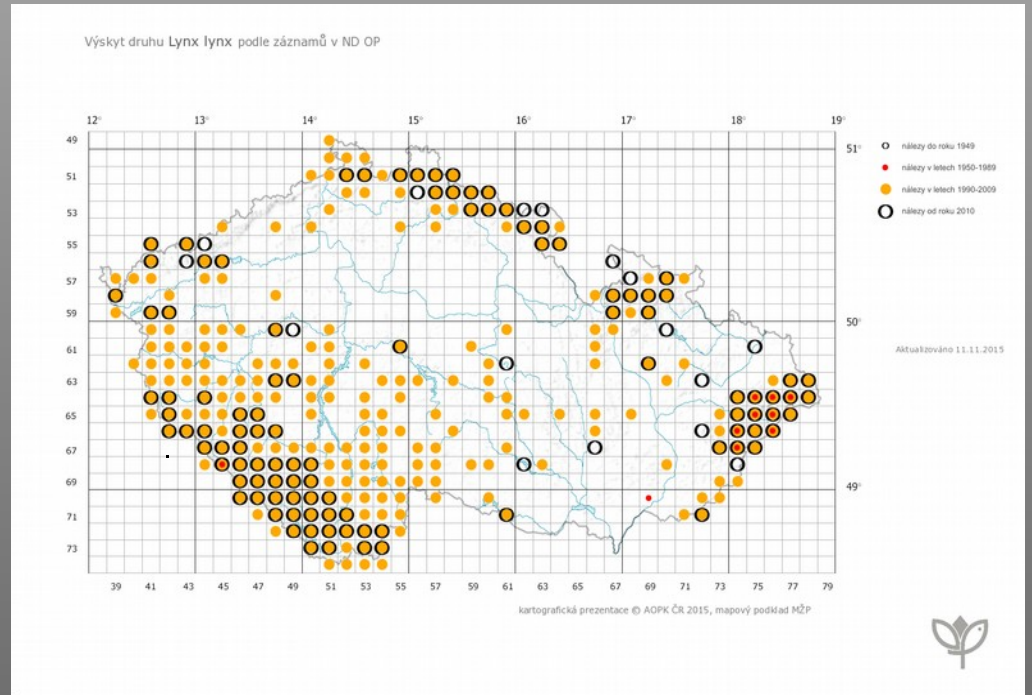 Výskyt druhu Lynx lynx podle záznamů v ND OP
12° 13° 14° 15° 16° 17° 18° 19°
49
51°
51
53
55
57
59
50°
61
63
65
67
69
49°
71
73
39 41 43 45 47 49 51 53 55 57 59 61 63 65 67 69 71 73 75 77 79
nálezy do roku 1949
nálezy v letech 1950-1989
nálezy v letech 1990-2009
nálezy od roku 2010
Aktualizováno 11.11.2015
kartografická prezentace © AOPK ČR 2015, mapový podklad MŽP